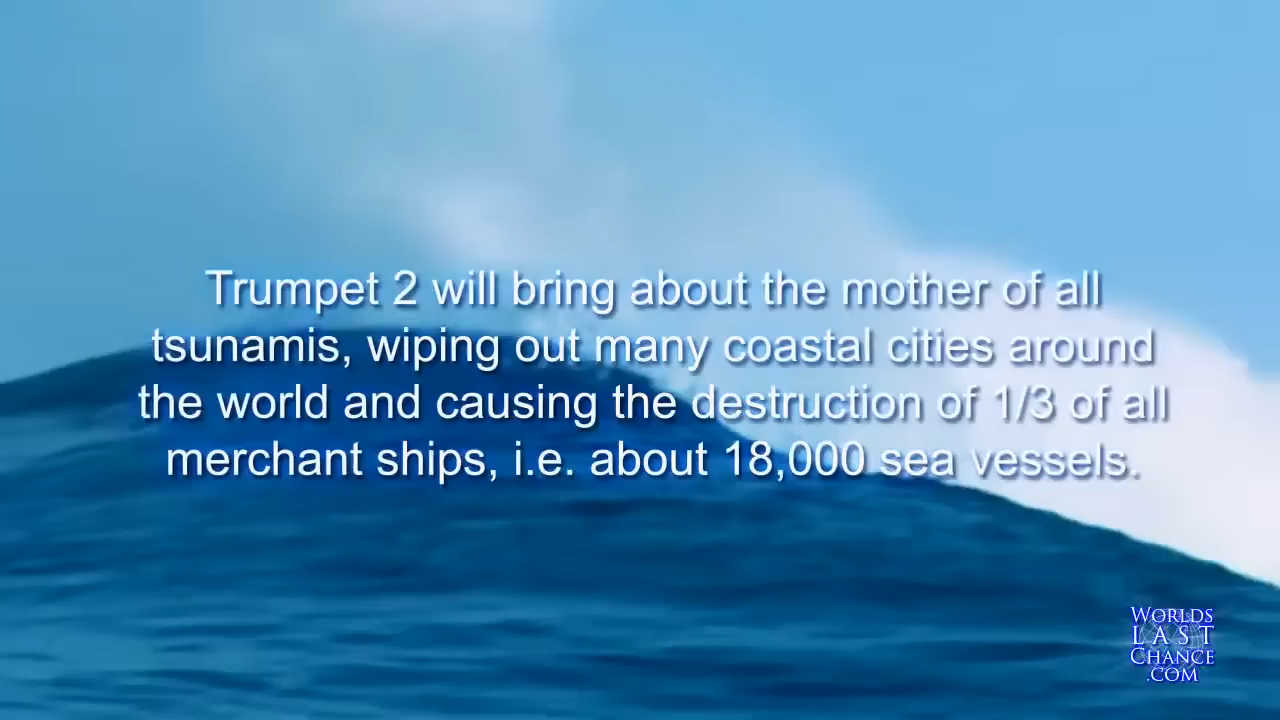 Trumpet 2 will bring about the mother of all
tsunamis, wiping out many coastal cities around
the world and causing the destruction of 1/3 of all
merchant ships, i.e. about 18,000 sea vessels.
WORLDS
LAST
CHANCE
.COM